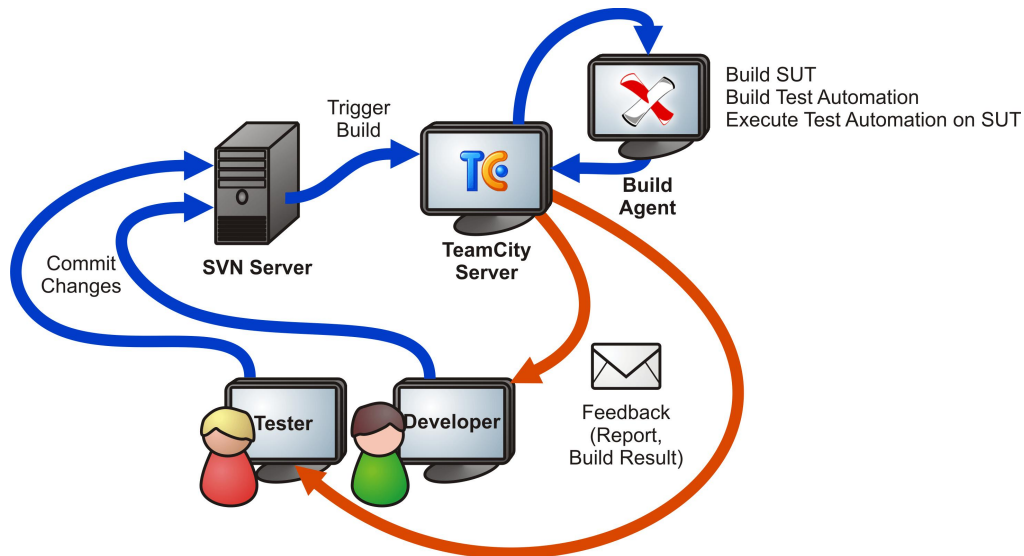 Build SUT
Build Test Automation
Execute Test Automation on SUT
Trigger
Build
TC
Build
Agent
SVN Server
TeamCity
Server
Commit
Changes
Tester
Developer
Feedback
(Report,
Build Result)